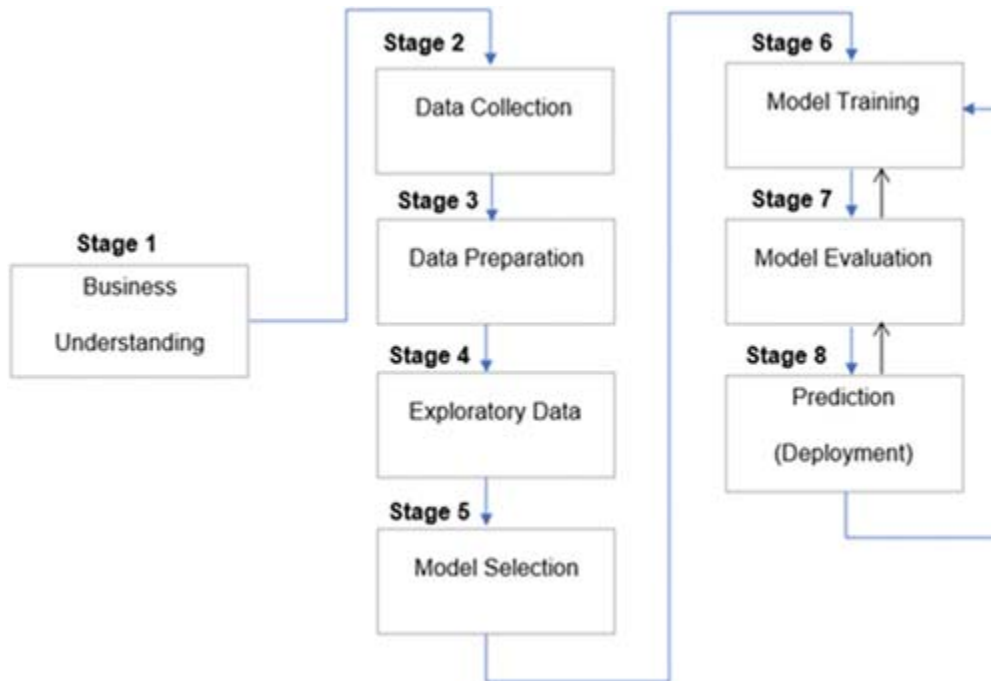 Stage 1
Business
Understanding
Stage 2
Data Collection
Stage 3
Data Preparation
Stage 4
Exploratory Data
Stage 5
Model Selection
Stage 6
Model Training
Stage 7
Model Evaluation
Stage 8
Prediction
(Deployment)